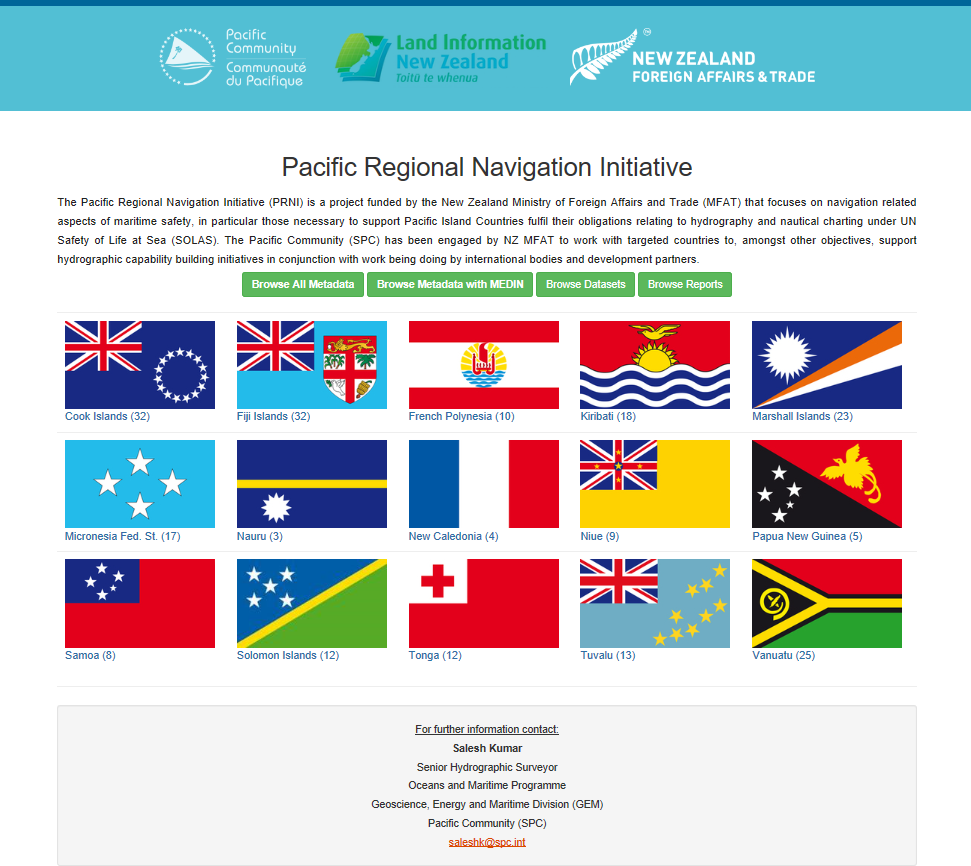 Pacific
Community
Communauté
du Pacifique
Land Information
New Zealand
Toitū te whenua
NEW ZEALAND
FOREIGN AFFAIRS & TRADE
TM
Pacific Regional Navigation Initiative
The Pacific Regional Navigation Initiative (PRNI) is a project funded by the New Zealand Ministry of Foreign Affairs and Trade (MFAT) that focuses on navigation related
aspects of maritime safety, in particular those necessary to support Pacific Island Countries fulfil their obligations relating to hydrography and nautical charting under UN
Safety of Life at Sea (SOLAS). The Pacific Community (SPC) has been engaged by NZ MFAT to work with targeted countries to, amongst other objectives, support
hydrographic capability building initiatives in conjunction with work being doing by international bodies and development partners.
Browse All Metadata Browse Metadata with MEDIN Browse Datasets Browse Reports
Cook Islands (32) Fiji Islands (32) French Polynesia (10) Kiribati (18) Marshall Islands (23)
Micronesia Fed. St. (17) Nauru (3) New Caledonia (4) Niue (9) Papua New Guinea (5)
Samoa (8) Solomon Islands (12) Tonga (12) Tuvalu (13) Vanuatu (25)
For further information contact:
Salesh Kumar
Senior Hydrographic Surveyor
Oceans and Maritime Programme
Geoscience, Energy and Maritime Division (GEM)
Pacific Community (SPC)
saleshk@spc.int